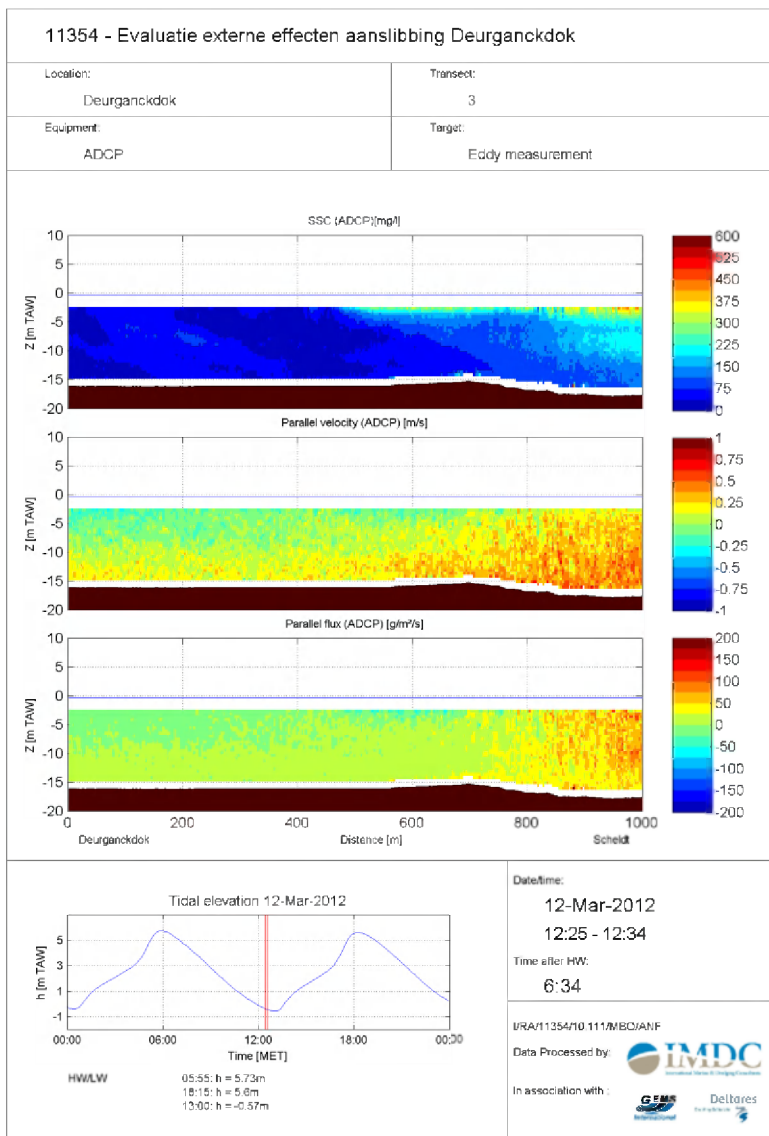 11354 - Evaluatie externe effecten aanslibbing Deurganckdok
Location:
Deurganckdok
Transect:
3
Equipment:
ADCP
Target:
Eddy measurement
SSC (ADCP)[mg/l]
10
5
0
-5
-10
-15
-20
Z [m TAW]
600
525
450
375
300
225
150
75
0
Parallel velocity (ADCP) [m/s]
10
5
0
-5
-10
-15
-20
Z [m TAW]
1
0.75
0.5
0.25
0
-0.25
-0.5
-0.75
-1
Parallel flux (ADCP) [g/m²/s]
10
5
0
-5
-10
-15
-20
Z [m TAW]
200
150
100
50
0
-50
-100
-150
-200
0 200 400 600 800 1000
Deurganckdok Distance [m] Scheldt
Tidal elevation 12-Mar-2012
h [m TAW]
5
3
1
-1
00:00 06:00 12:00 18:00 00:00
Time [MET]
HW/LW
05:55: h = 5.73m
18:15: h = 5.6m
13:00: h = -0.57m
Date/time:
12-Mar-2012
12:25 - 12:34
Time after HW:
6:34
I/RA/11354/10.111/MBO/ANF
Data Processed by:
IMDC
International Marine & Dredging Consultants
In association with :
GEMS
International
Deltares